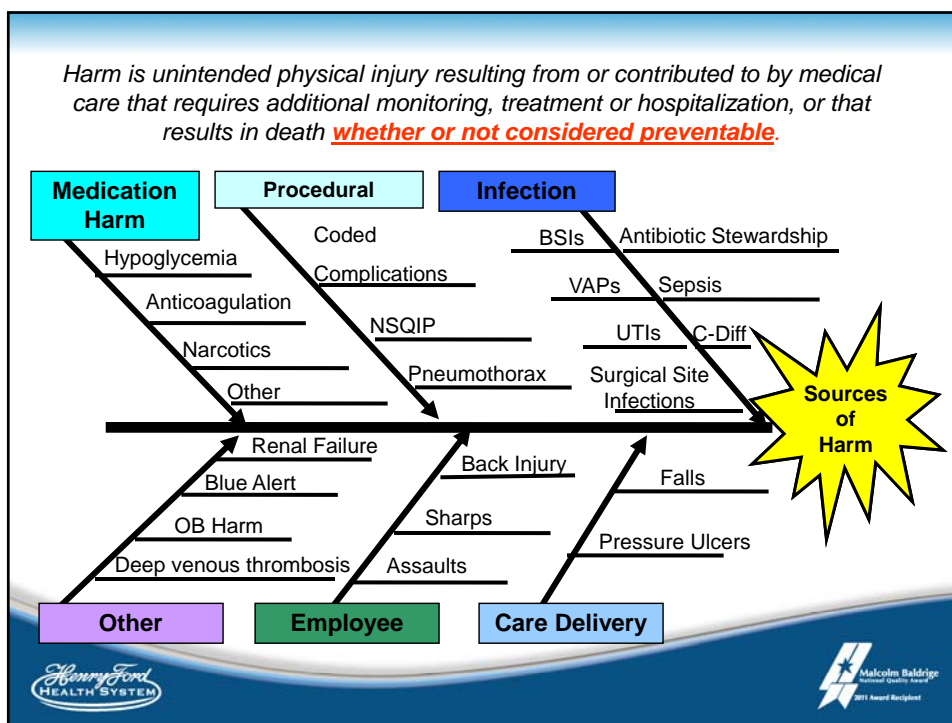 Harm is unintended physical injury resulting from or contributed to by medical
care that requires additional monitoring, treatment or hospitalization, or that
results in death whether or not considered preventable.
Medication
Harm
Procedural
Infection
Hypoglycemia
Anticoagulation
Narcotics
Other
Coded
Complications
NSQIP
Pneumothorax
BSIs
Antibiotic Stewardship
VAPs
Sepsis
UTIs
C-Diff
Surgical Site
Infections
Sources
of
Harm
Renal Failure
Blue Alert
OB Harm
Deep venous thrombosis
Back Injury
Sharps
Assaults
Falls
Pressure Ulcers
Other
Employee
Care Delivery
Henry Ford
HEALTH SYSTEM
Malcolm Baldrige
National Quality Award
2011 Award Recipient